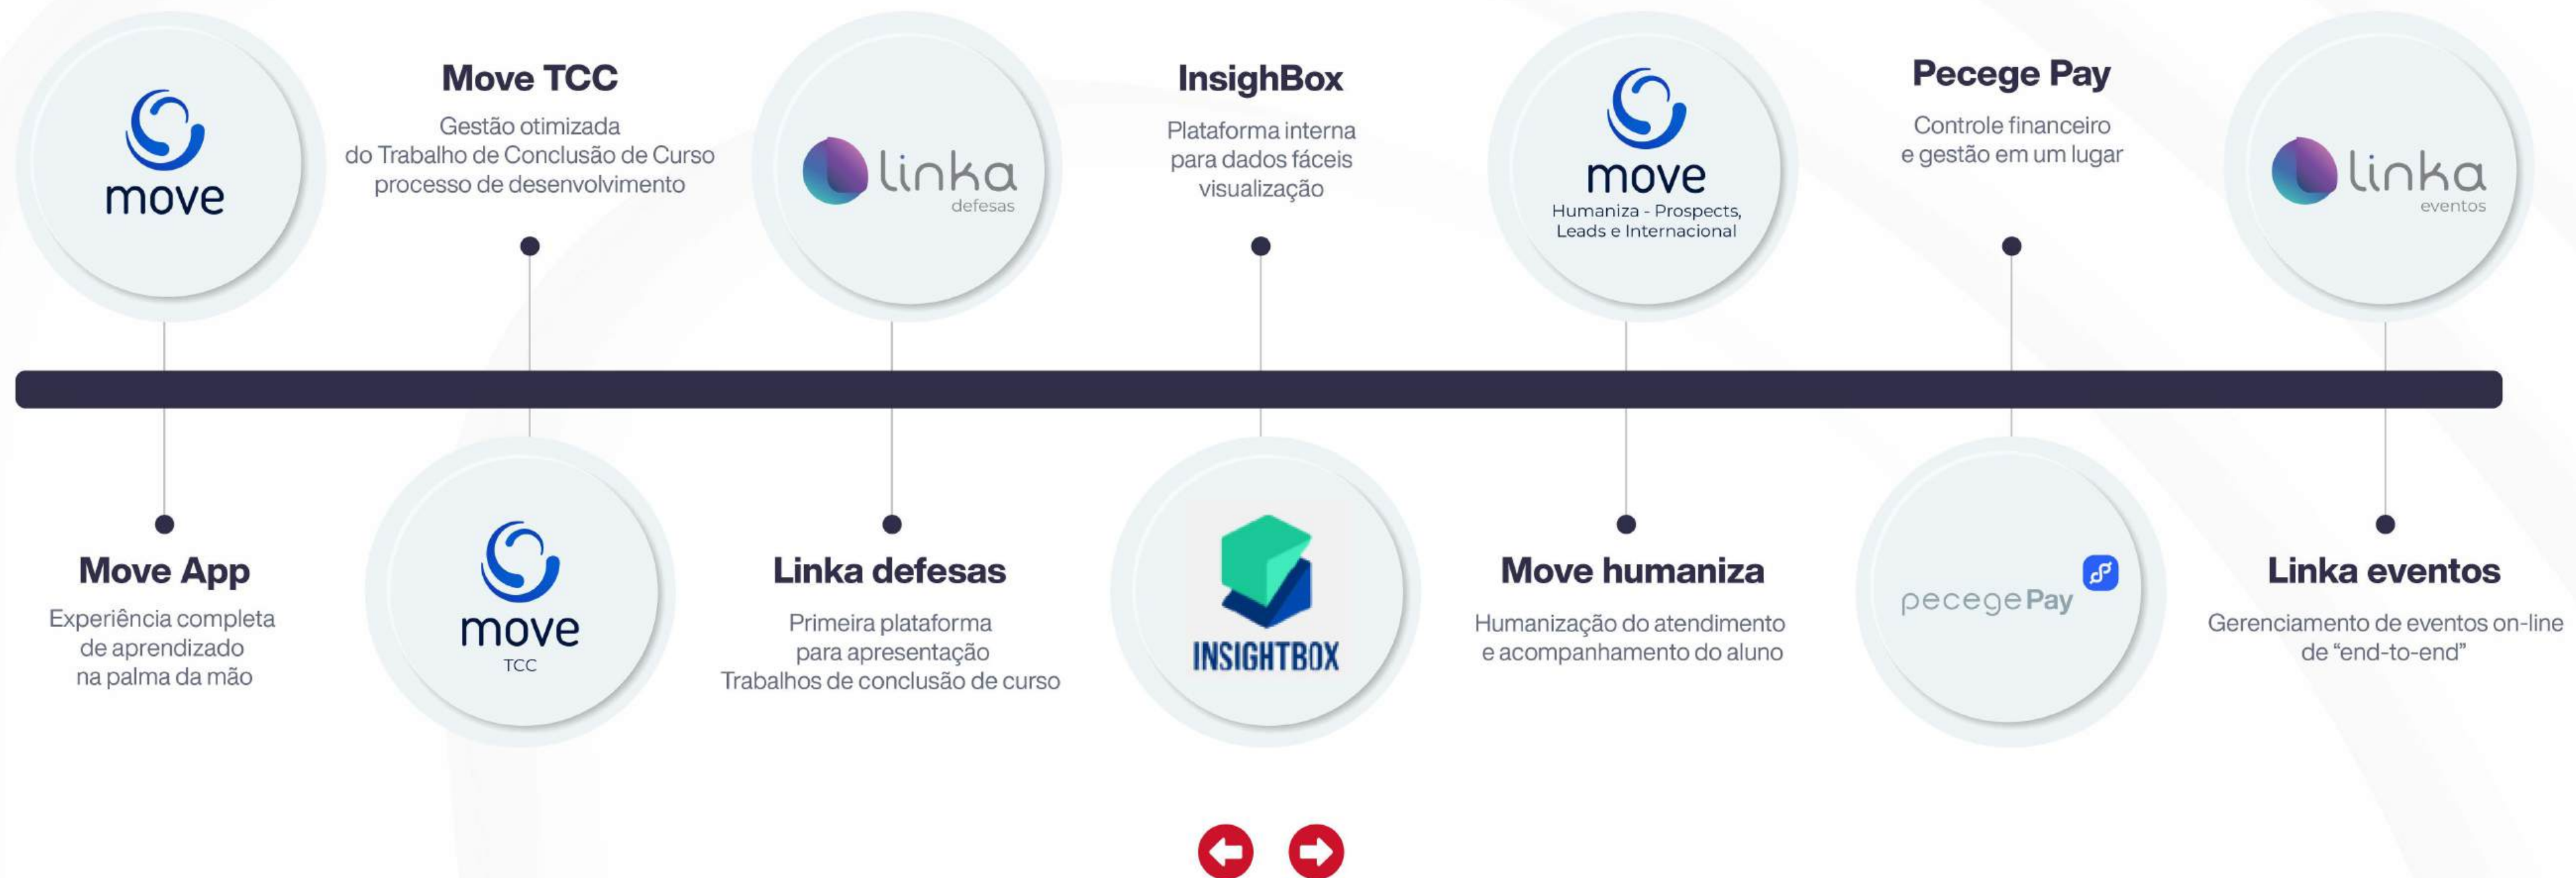 move
Move App
Experiência completa
de aprendizado
na palma da mão
Move TCC
Gestão otimizada
do Trabalho de Conclusão de Curso
processo de desenvolvimento
move
TCC
linka
defesas
Linka defesas
Primeira plataforma
para apresentação
Trabalhos de conclusão de curso
InsighBox
Plataforma interna
para dados fáceis
visualização
INSIGHTBOX
move
Humaniza - Prospects,
Leads e Internacional
Move humaniza
Humanização do atendimento
e acompanhamento do aluno
Pecege Pay
Controle financeiro
e gestão em um lugar
pecege Pay
linka
eventos
Linka eventos
Gerenciamento de eventos on-line
de “end-to-end”